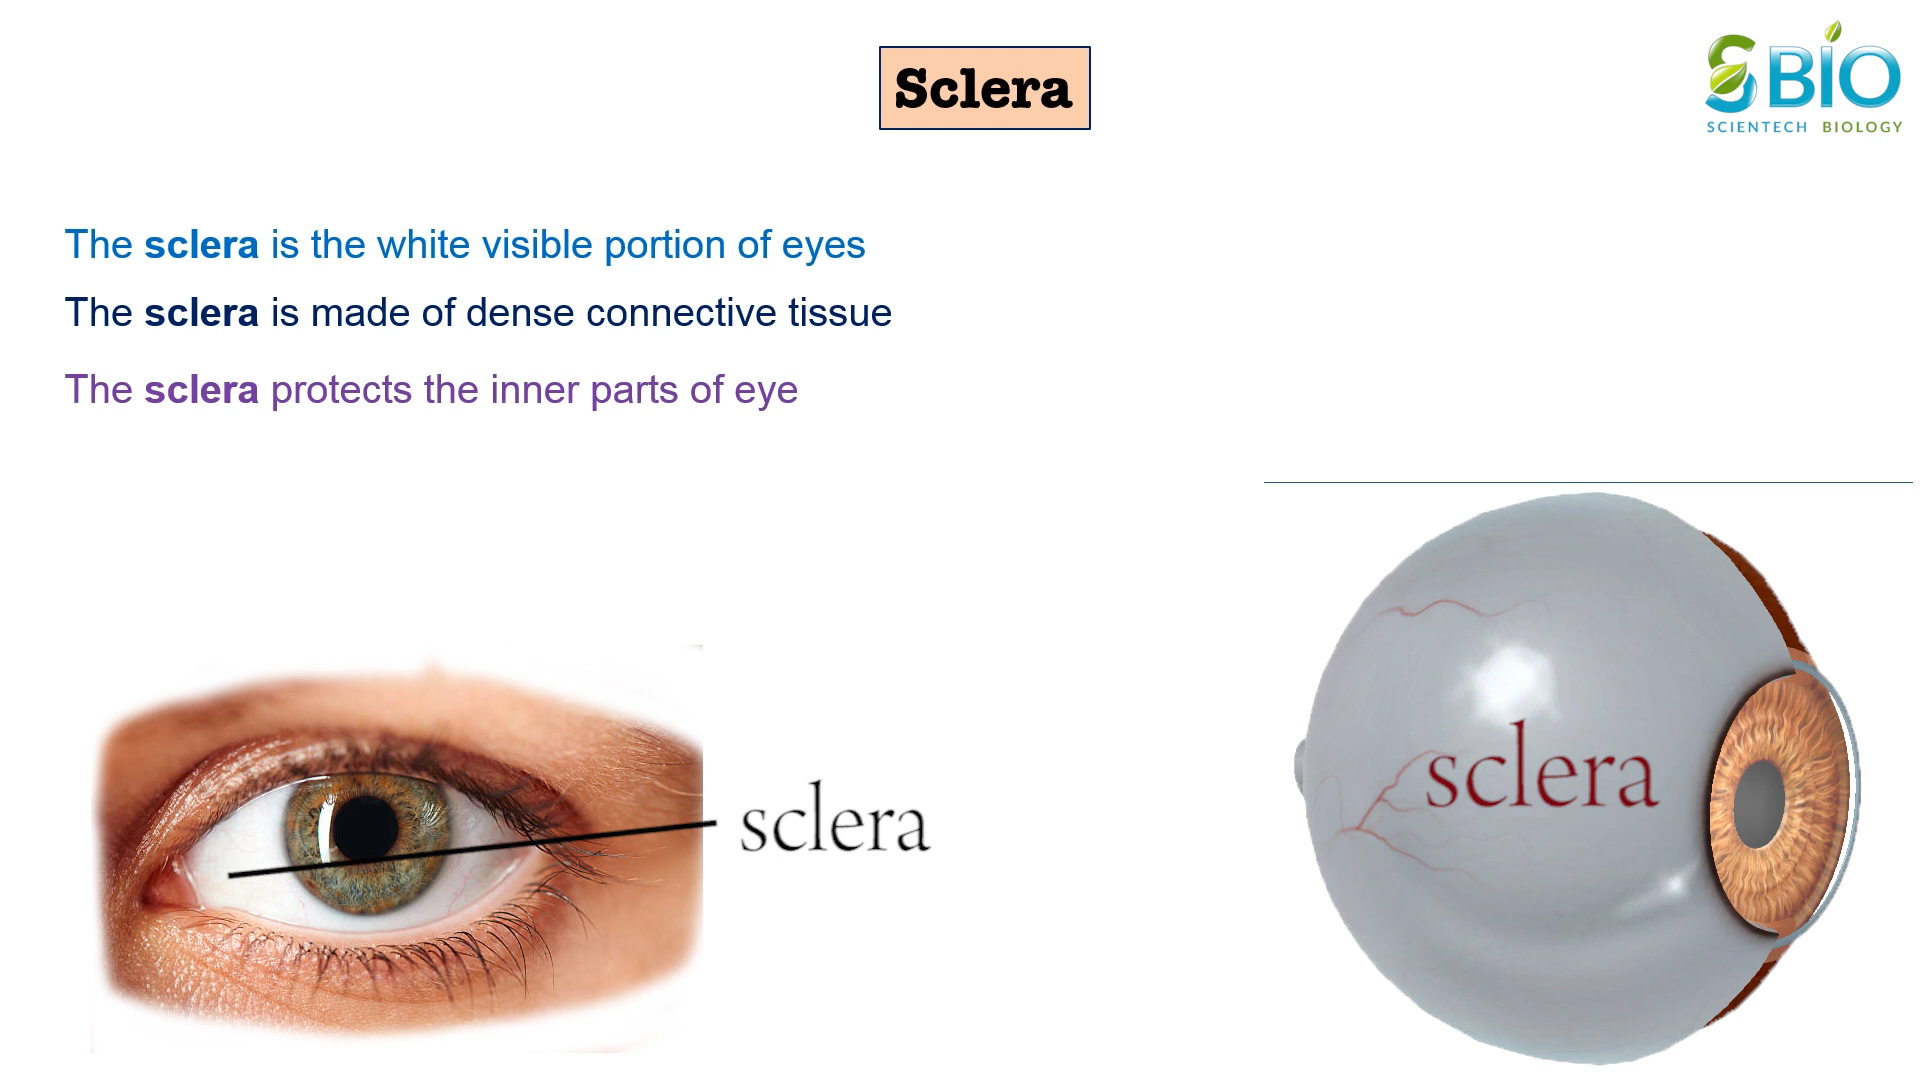 Sclera
SBIO
SCIENTECH BIOLOGY
The sclera is the white visible portion of eyes
The sclera is made of dense connective tissue
The sclera protects the inner parts of eye
sclera
sclera